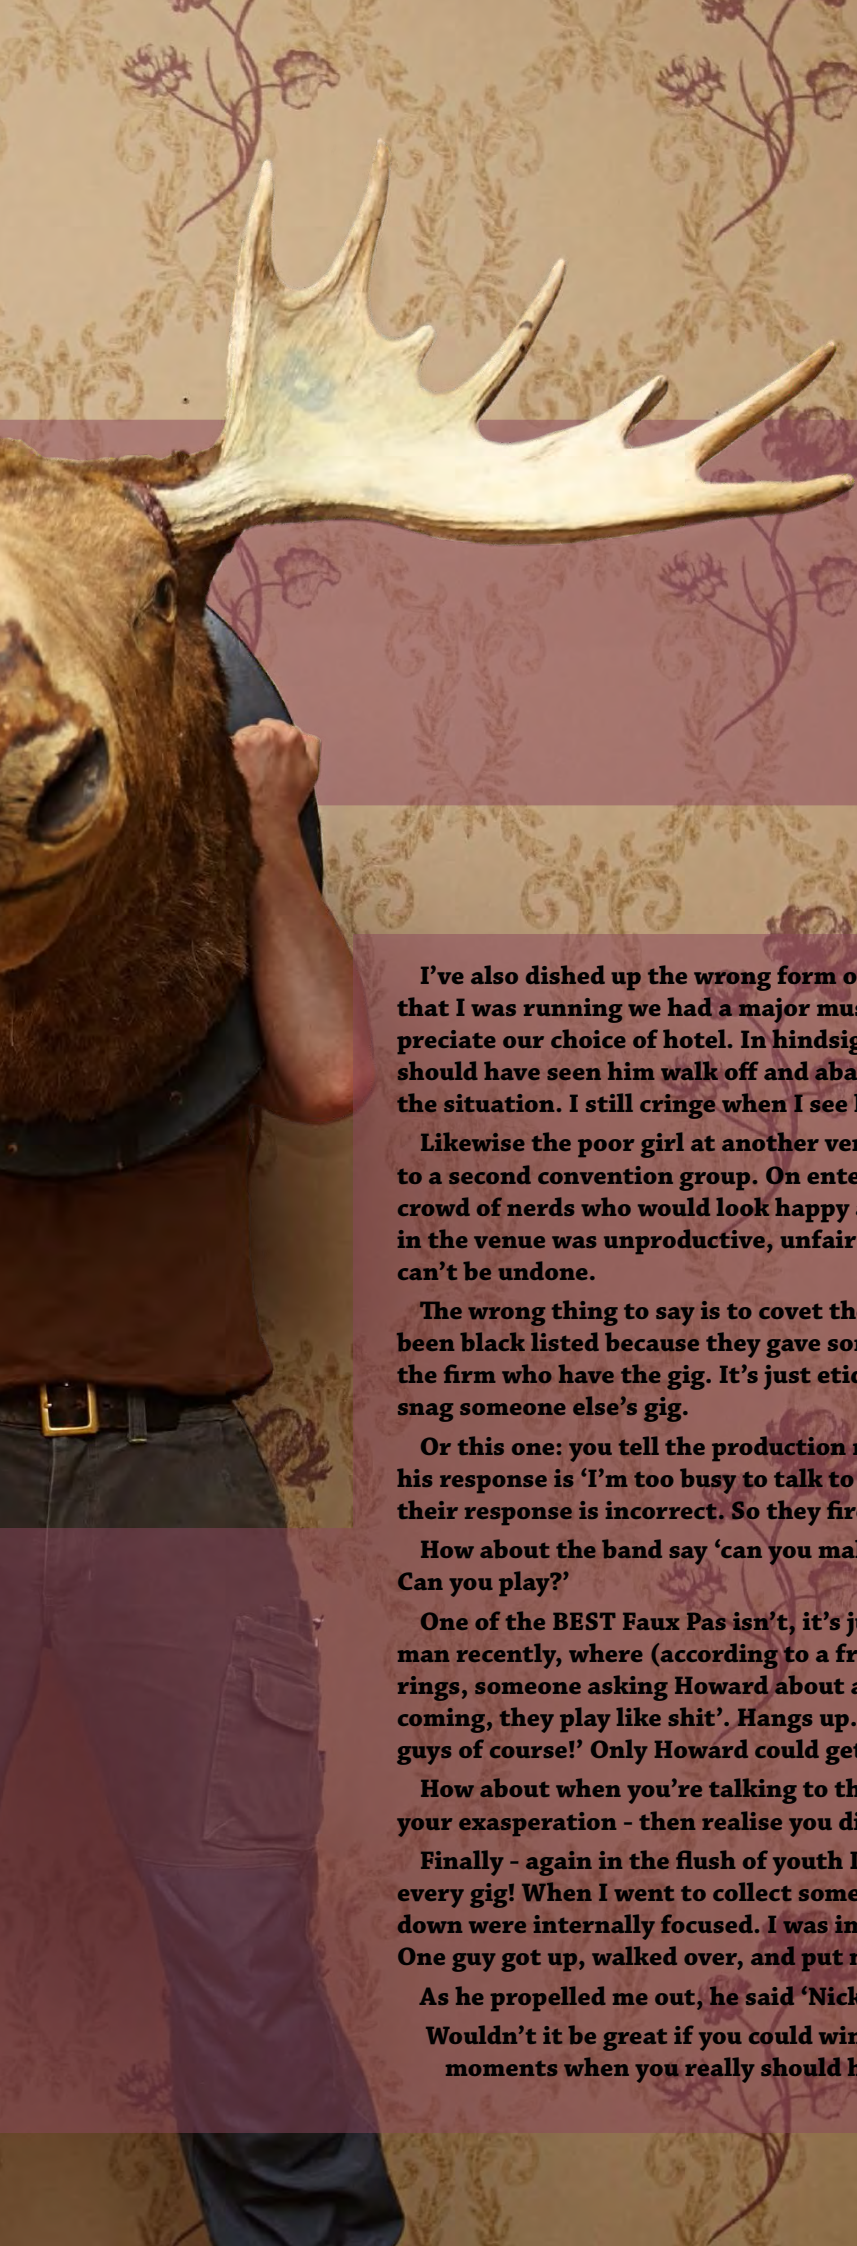 I've also dished up the wrong form o
that I was running we had a major mus
preciate our choice of hotel. In hindsig
should have seen him walk off and aba
the situation. I still cringe when I see
Likewise the poor girl at another ver
to a second convention group. On ente
crowd of nerds who would look happy
in the venue was unproductive, unfair
can't be undone.
The wrong thing to say is to covet the
been black listed because they gave sor
the firm who have the gig. It's just etic
snag someone else's gig.
Or this one: you tell the production
his response is 'I'm too busy to talk to
their response is incorrect. So they fire
How about the band say 'can you mal
Can you play?'
One of the BEST Faux Pas isn't, it's ju
man recently, where (according to a fr
rings, someone asking Howard about a
coming, they play like shit'. Hangs up.
guys of course!' Only Howard could get
How about when you're talking to th
your exasperation - then realise you di
Finally - again in the flush of youth I
every gig! When I went to collect some
down were internally focused. I was in
One guy got up, walked over, and put
As he propelled me out, he said 'Nick
Wouldn't it be great if you could win
moments when you really should h